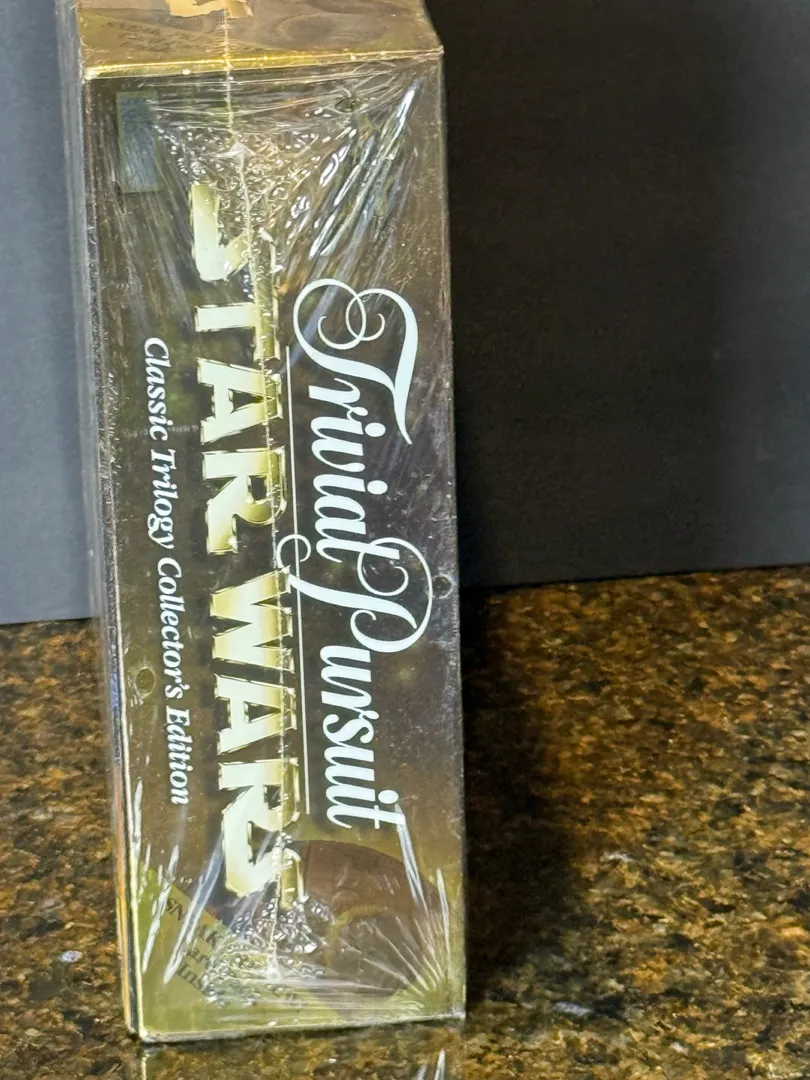 Trivial Pursuit
STAR WARS
Classic Trilogy Collector's Edition